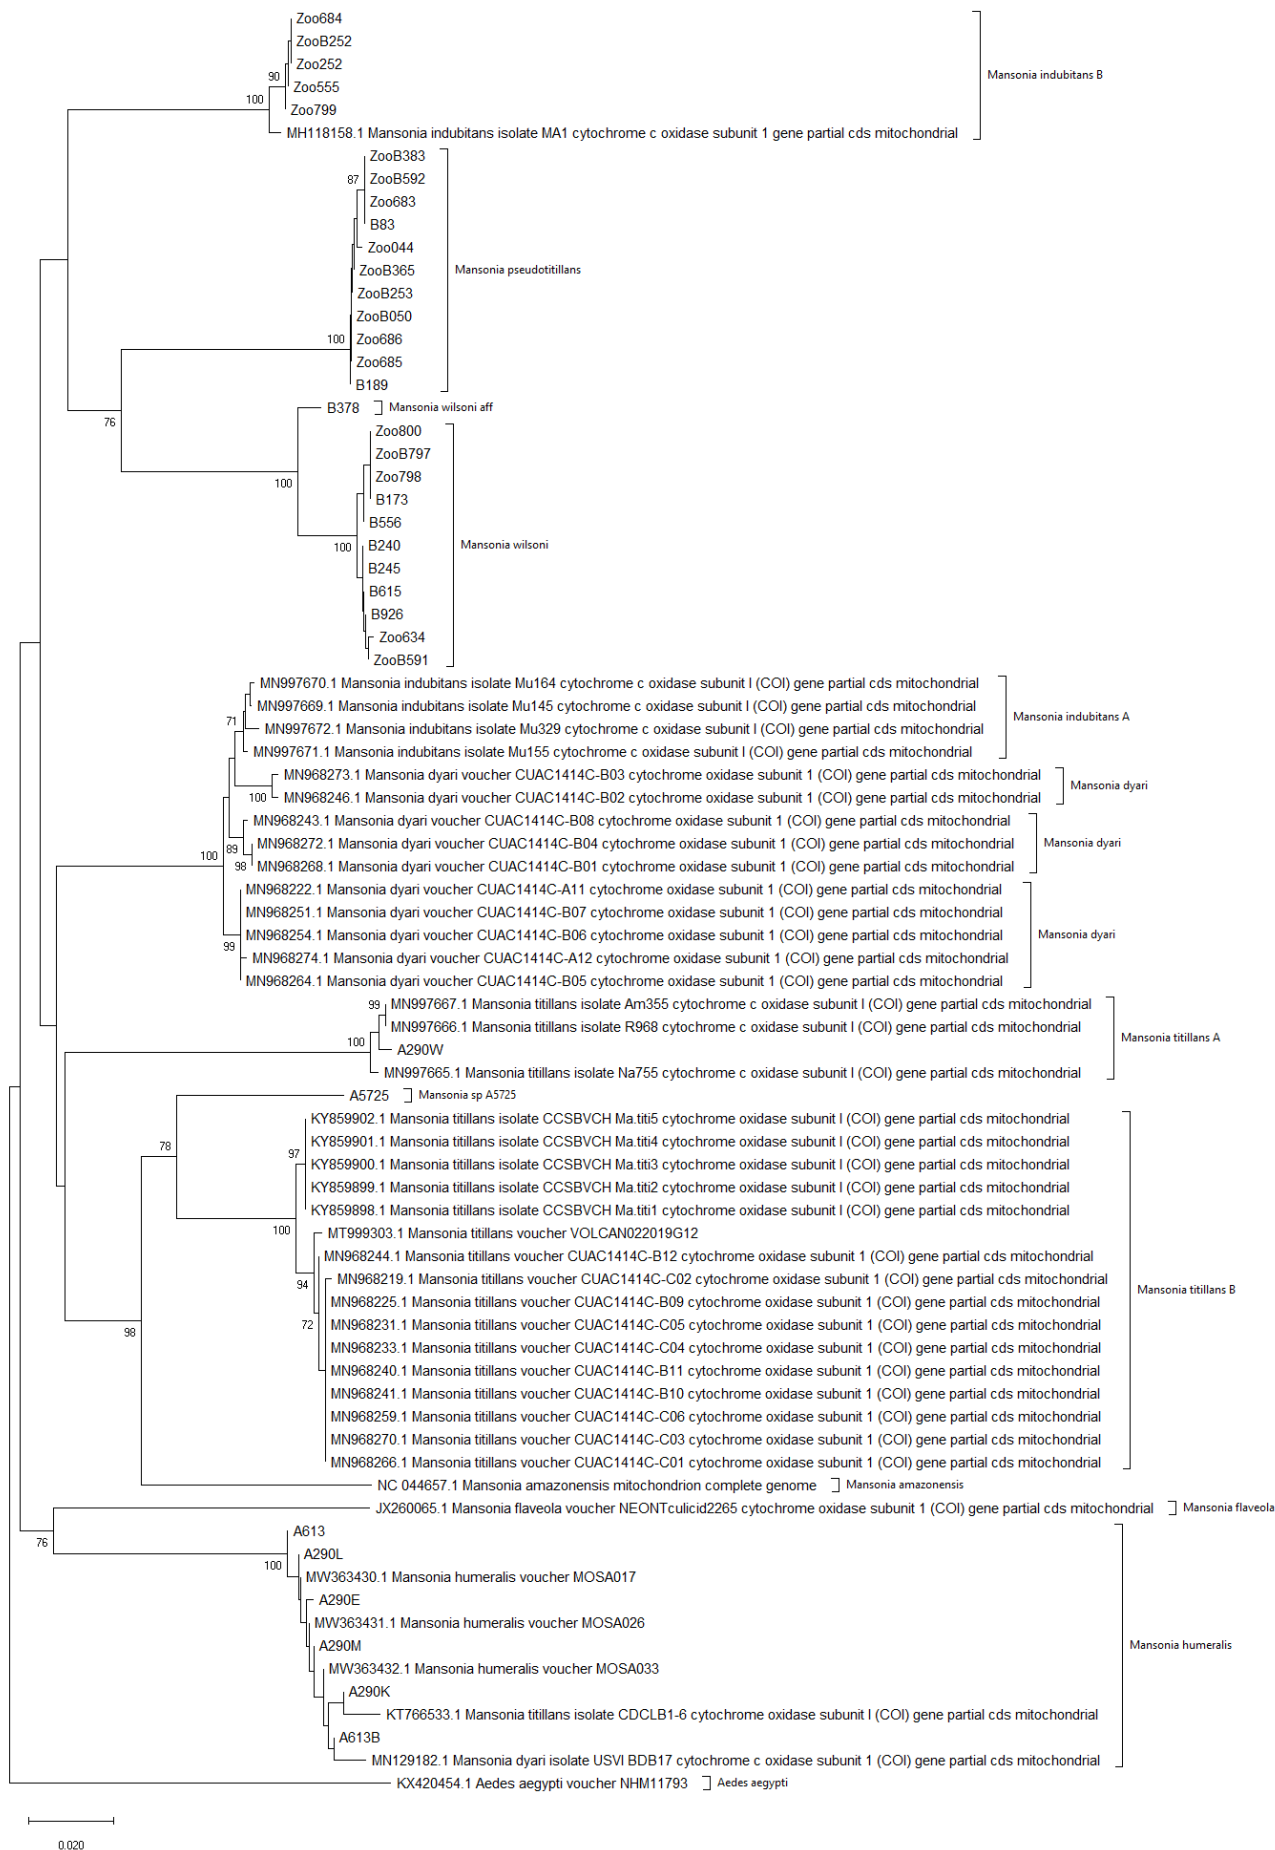 Zoo684
ZooB252
Zoo252
90
Zoo555
Mansonia indubitans B
100
Zoo799
MH118158.1 Mansonia indubitans isolate MA1 cytochrome c oxidase subunit 1 gene partial cds mitochondrial
ZooB383
87
ZooB592
Zoo683
B83
Zoo044
ZooB365
Mansonia pseudotitillans
ZooB253
ZooB050
100
Zoo686
Zoo685
B189
B378
Mansonia wilsoni aff
76
Zoo800
ZooB797
Zoo798
100
B173
B556
B240
100
Mansonia wilsoni
B245
B615
B926
Zoo634
ZooB591
MN997670.1 Mansonia indubitans isolate Mu164 cytochrome c oxidase subunit I (COI) gene partial cds mitochondrial
MN997669.1 Mansonia indubitans isolate Mu145 cytochrome c oxidase subunit I (COI) gene partial cds mitochondrial
71
Mansonia indubitans A
MN997672.1 Mansonia indubitans isolate Mu329 cytochrome c oxidase subunit I (COI) gene partial cds mitochondrial
MN997671.1 Mansonia indubitans isolate Mu155 cytochrome c oxidase subunit I (COI) gene partial cds mitochondrial
MN968273.1 Mansonia dyari voucher CUAC1414C-B03 cytochrome oxidase subunit 1 (COI) gene partial cds mitochondrial
Mansonia dyari
100
MN968246.1 Mansonia dyari voucher CUAC1414C-B02 cytochrome oxidase subunit 1 (COI) gene partial cds mitochondrial
MN968243.1 Mansonia dyari voucher CUAC1414C-B08 cytochrome oxidase subunit 1 (COI) gene partial cds mitochondrial
89
MN968272.1 Mansonia dyari voucher CUAC1414C-B04 cytochrome oxidase subunit 1 (COI) gene partial cds mitochondrial
Mansonia dyari
100
98
MN968268.1 Mansonia dyari voucher CUAC1414C-B01 cytochrome oxidase subunit 1 (COI) gene partial cds mitochondrial
MN968222.1 Mansonia dyari voucher CUAC1414C-A11 cytochrome oxidase subunit 1 (COI) gene partial cds mitochondrial
MN968251.1 Mansonia dyari voucher CUAC1414C-B07 cytochrome oxidase subunit 1 (COI) gene partial cds mitochondrial
MN968254.1 Mansonia dyari voucher CUAC1414C-B06 cytochrome oxidase subunit 1 (COI) gene partial cds mitochondrial
Mansonia dyari
99
MN968274.1 Mansonia dyari voucher CUAC1414C-A12 cytochrome oxidase subunit 1 (COI) gene partial cds mitochondrial
MN968264.1 Mansonia dyari voucher CUAC1414C-B05 cytochrome oxidase subunit 1 (COI) gene partial cds mitochondrial
99
MN997667.1 Mansonia titillans isolate Am355 cytochrome c oxidase subunit I (COI) gene partial cds mitochondrial
MN997666.1 Mansonia titillans isolate R968 cytochrome c oxidase subunit I (COI) gene partial cds mitochondrial
Mansonia titillans A
100
A290W
MN997665.1 Mansonia titillans isolate Na755 cytochrome c oxidase subunit I (COI) gene partial cds mitochondrial
A5725
Mansonia sp A5725
KY859902.1 Mansonia titillans isolate CCSBVCH Ma.titi5 cytochrome oxidase subunit I (COI) gene partial cds mitochondrial
78
KY859901.1 Mansonia titillans isolate CCSBVCH Ma.titi4 cytochrome oxidase subunit I (COI) gene partial cds mitochondrial
97
KY859900.1 Mansonia titillans isolate CCSBVCH Ma.titi3 cytochrome oxidase subunit I (COI) gene partial cds mitochondrial
KY859899.1 Mansonia titillans isolate CCSBVCH Ma.titi2 cytochrome oxidase subunit I (COI) gene partial cds mitochondrial
KY859898.1 Mansonia titillans isolate CCSBVCH Ma.titi1 cytochrome oxidase subunit I (COI) gene partial cds mitochondrial
100
MT999303.1 Mansonia titillans voucher VOLCAN022019G12
MN968244.1 Mansonia titillans voucher CUAC1414C-B12 cytochrome oxidase subunit 1 (COI) gene partial cds mitochondrial
94
MN968219.1 Mansonia titillans voucher CUAC1414C-C02 cytochrome oxidase subunit 1 (COI) gene partial cds mitochondrial
Mansonia titillans B
MN968225.1 Mansonia titillans voucher CUAC1414C-B09 cytochrome oxidase subunit 1 (COI) gene partial cds mitochondrial
98
72
MN968231.1 Mansonia titillans voucher CUAC1414C-C05 cytochrome oxidase subunit 1 (COI) gene partial cds mitochondrial
MN968233.1 Mansonia titillans voucher CUAC1414C-C04 cytochrome oxidase subunit 1 (COI) gene partial cds mitochondrial
MN968240.1 Mansonia titillans voucher CUAC1414C-B11 cytochrome oxidase subunit 1 (COI) gene partial cds mitochondrial
MN968241.1 Mansonia titillans voucher CUAC1414C-B10 cytochrome oxidase subunit 1 (COI) gene partial cds mitochondrial
MN968259.1 Mansonia titillans voucher CUAC1414C-C06 cytochrome oxidase subunit 1 (COI) gene partial cds mitochondrial
MN968270.1 Mansonia titillans voucher CUAC1414C-C03 cytochrome oxidase subunit 1 (COI) gene partial cds mitochondrial
MN968266.1 Mansonia titillans voucher CUAC1414C-C01 cytochrome oxidase subunit 1 (COI) gene partial cds mitochondrial
NC 044657.1 Mansonia amazonensis mitochondrion complete genome
Mansonia amazonensis
JX260065.1 Mansonia flaveola voucher NEONTculicid2265 cytochrome oxidase subunit 1 (COI) gene partial cds mitochondrial
Mansonia flaveola
76
A613
A290L
100
MW363430.1 Mansonia humeralis voucher MOSA017
A290E
MW363431.1 Mansonia humeralis voucher MOSA026
A290M
Mansonia humeralis
MW363432.1 Mansonia humeralis voucher MOSA033
A290K
KT766533.1 Mansonia titillans isolate CDCLB1-6 cytochrome oxidase subunit I (COI) gene partial cds mitochondrial
A613B
MN129182.1 Mansonia dyari isolate USVI BDB17 cytochrome c oxidase subunit 1 (COI) gene partial cds mitochondrial
KX420454.1 Aedes aegypti voucher NHM11793
Aedes aegypti
0.020